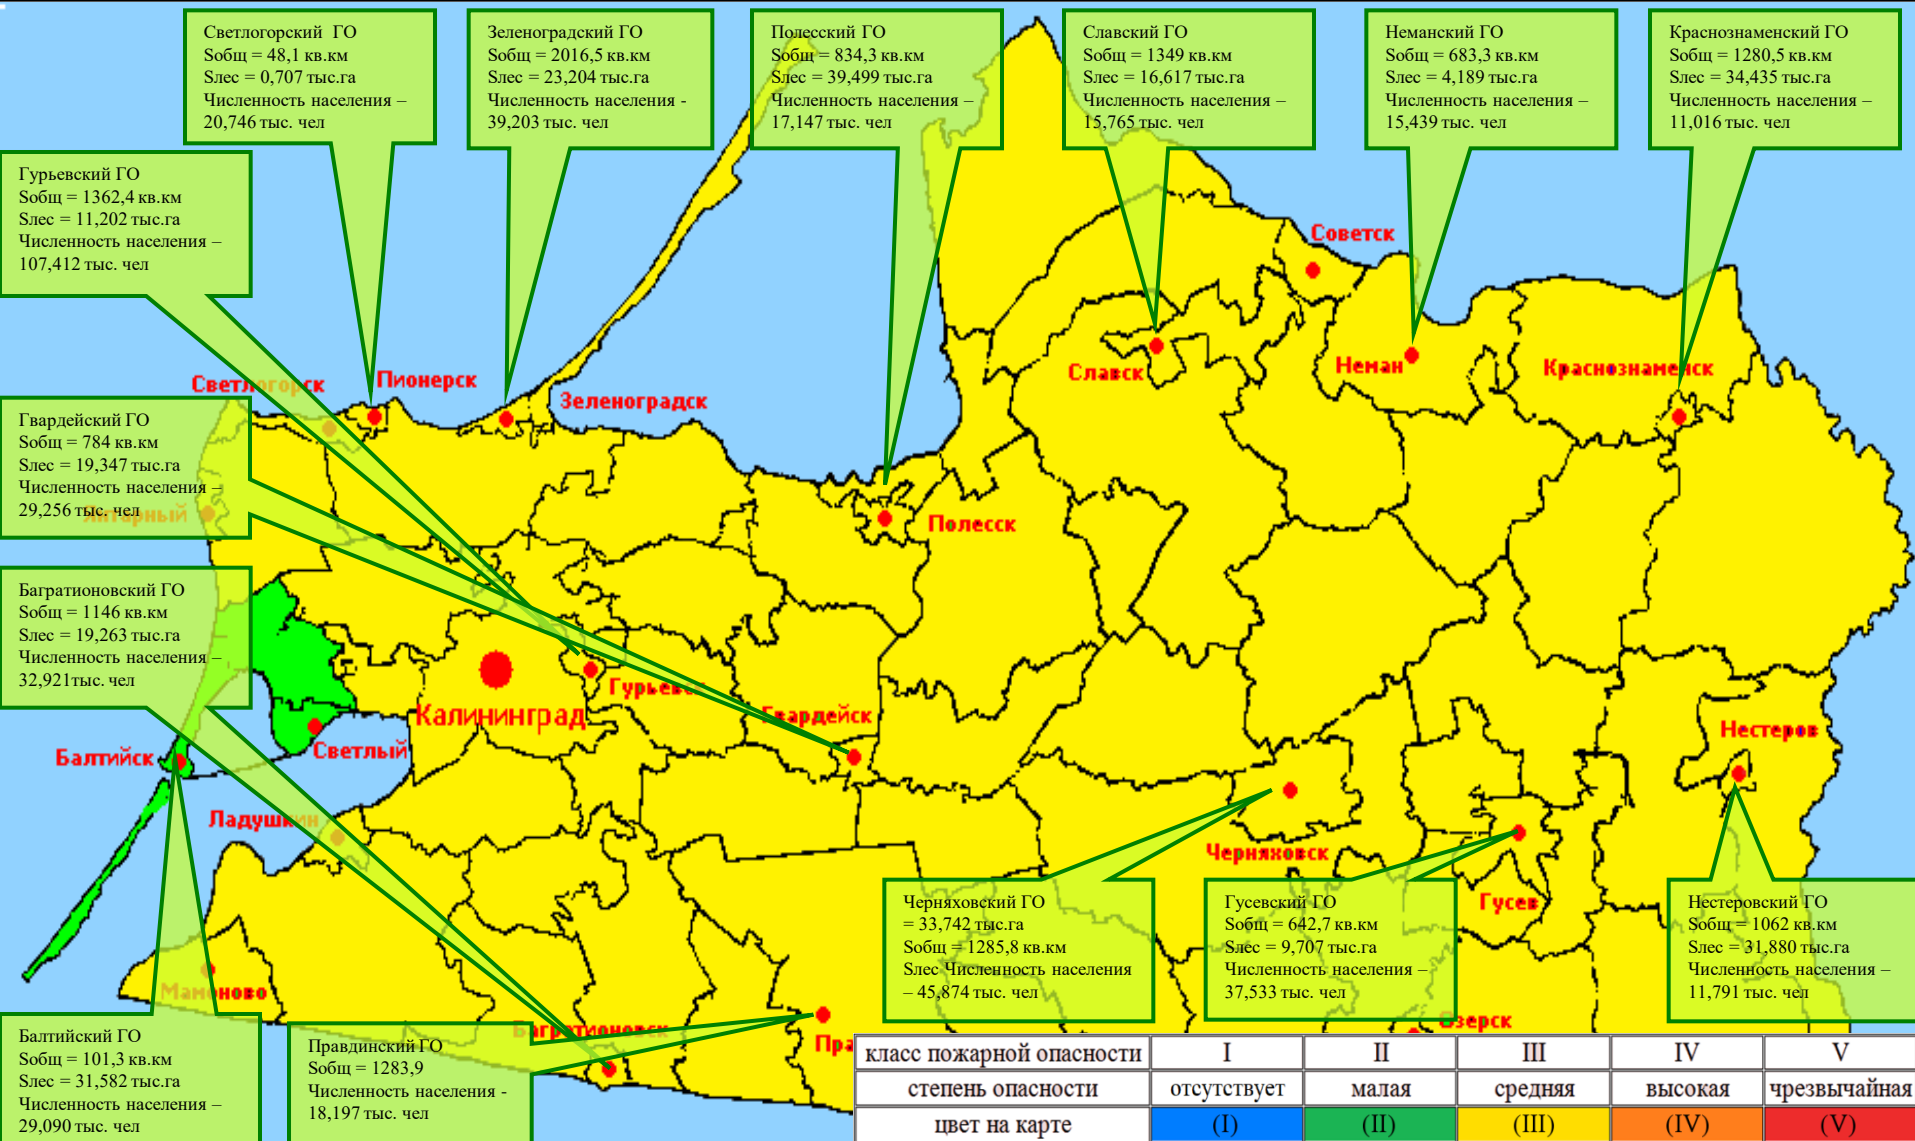 Светлогорский ГО
Sобщ = 48,1 кв.км
Sлес = 0,707 тыс.га
Численность населения –
20,746 тыс. чел
Зеленоградский ГО
Sобщ = 2016,5 кв.км
Sлес = 23,204 тыс.га
Численность населения -
39,203 тыс. чел
Полесский ГО
Sобщ = 834,3 кв.км
Sлес = 39,499 тыс.га
Численность населения –
17,147 тыс. чел
Славский ГО
Sобщ = 1349 кв.км
Sлес = 16,617 тыс.га
Численность населения –
15,765 тыс. чел
Неманский ГО
Sобщ = 683,3 кв.км
Sлес = 4,189 тыс.га
Численность населения –
15,439 тыс. чел
Краснознаменский ГО
Sобщ = 1280,5 кв.км
Sлес = 34,435 тыс.га
Численность населения –
11,016 тыс. чел
Гурьевский ГО
Sобщ = 1362,4 кв.км
Sлес = 11,202 тыс.га
Численность населения –
107,412 тыс. чел
Советск
Славск
Неман
Краснознаменск
Светлогорск
Пионерск
Зеленоградск
Гвардейский ГО
Sобщ = 784 кв.км
Sлес = 19,347 тыс.га
Численность населения –
29,256 тыс. чел
Янтарный
Полесск
Багратионовский ГО
Sобщ = 1146 кв.км
Sлес = 19,263 тыс.га
Численность населения –
32,921тыс. чел
Гурьевск
Калининград
Гвардейск
Нестеров
Балтийск
Светлый
Ладушкин
Черняховск
Гусев
Черняховский ГО
= 33,742 тыс.га
Sобщ = 1285,8 кв.км
Sлес Численность населения
– 45,874 тыс. чел
Гусевский ГО
Sобщ = 642,7 кв.км
Sлес = 9,707 тыс.га
Численность населения –
37,533 тыс. чел
Нестеровский ГО
Sобщ = 1062 кв.км
Sлес = 31,880 тыс.га
Численность населения –
11,791 тыс. чел
Мамоново
Багратионовск
Озерск
Пра
Балтийский ГО
Sобщ = 101,3 кв.км
Sлес = 31,582 тыс.га
Численность населения –
29,090 тыс. чел
Правдинский ГО
Sобщ = 1283,9
Численность населения -
18,197 тыс. чел
класс пожарной опасности I II III IV V
степень опасности отсутствует малая средняя высокая чрезвычайная
цвет на карте (I) (II) (III) (IV) (V)